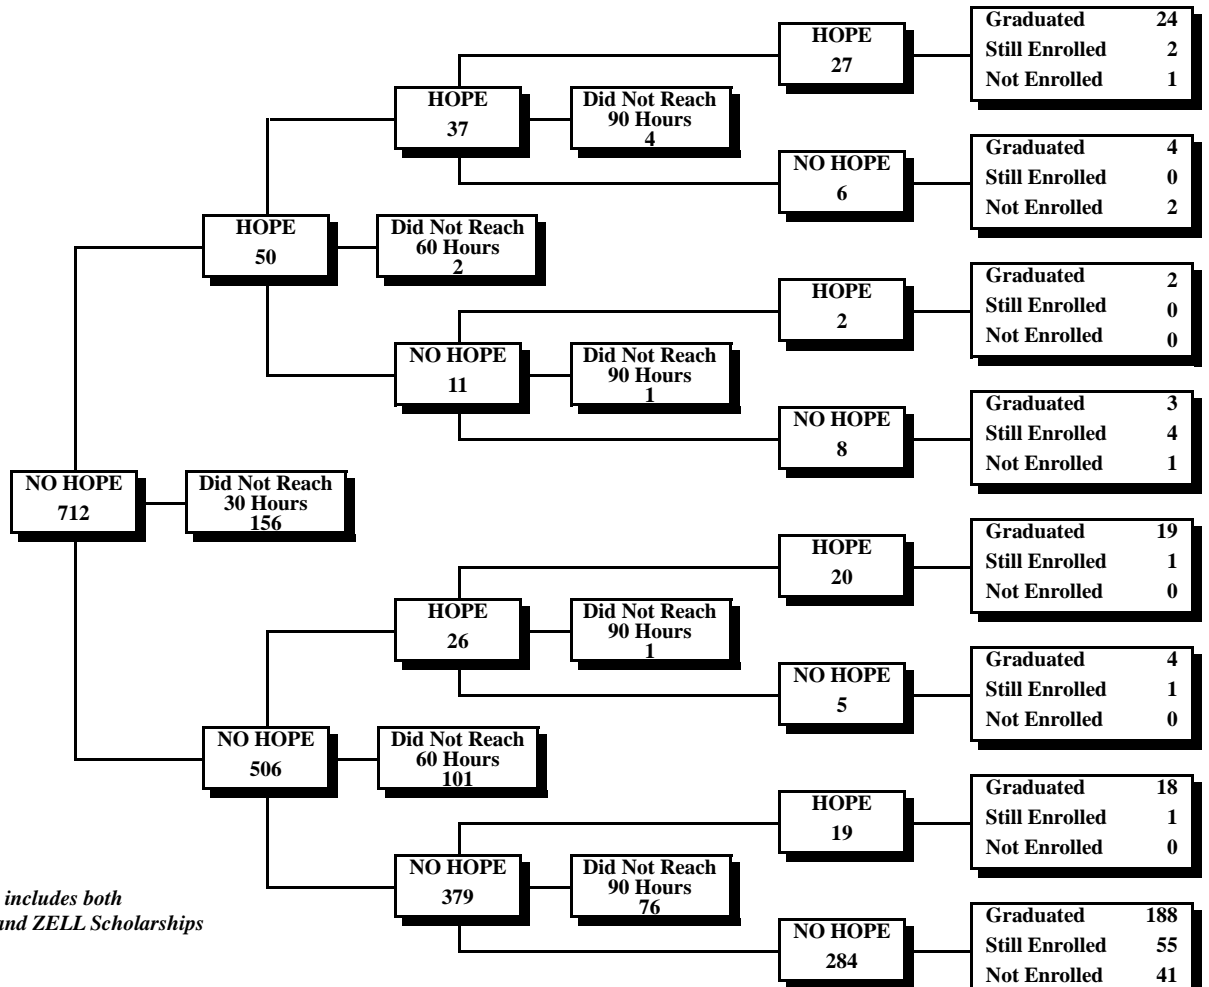 HOPE
27
Graduated 24
Still Enrolled 2
Not Enrolled 1
HOPE
37
Did Not Reach
90 Hours
4
NO HOPE
6
Graduated 4
Still Enrolled 0
Not Enrolled 2
HOPE
50
Did Not Reach
60 Hours
2
HOPE
2
Graduated 2
Still Enrolled 0
Not Enrolled 0
NO HOPE
11
Did Not Reach
90 Hours
1
NO HOPE
8
Graduated 3
Still Enrolled 4
Not Enrolled 1
NO HOPE
712
Did Not Reach
30 Hours
156
HOPE
20
Graduated 19
Still Enrolled 1
Not Enrolled 0
HOPE
26
Did Not Reach
90 Hours
1
NO HOPE
5
Graduated 4
Still Enrolled 1
Not Enrolled 0
NO HOPE
506
Did Not Reach
60 Hours
101
HOPE
19
Graduated 18
Still Enrolled 1
Not Enrolled 0
NO HOPE
379
Did Not Reach
90 Hours
76
NO HOPE
284
Graduated 188
Still Enrolled 55
Not Enrolled 41
includes both
and ZELL Scholarships